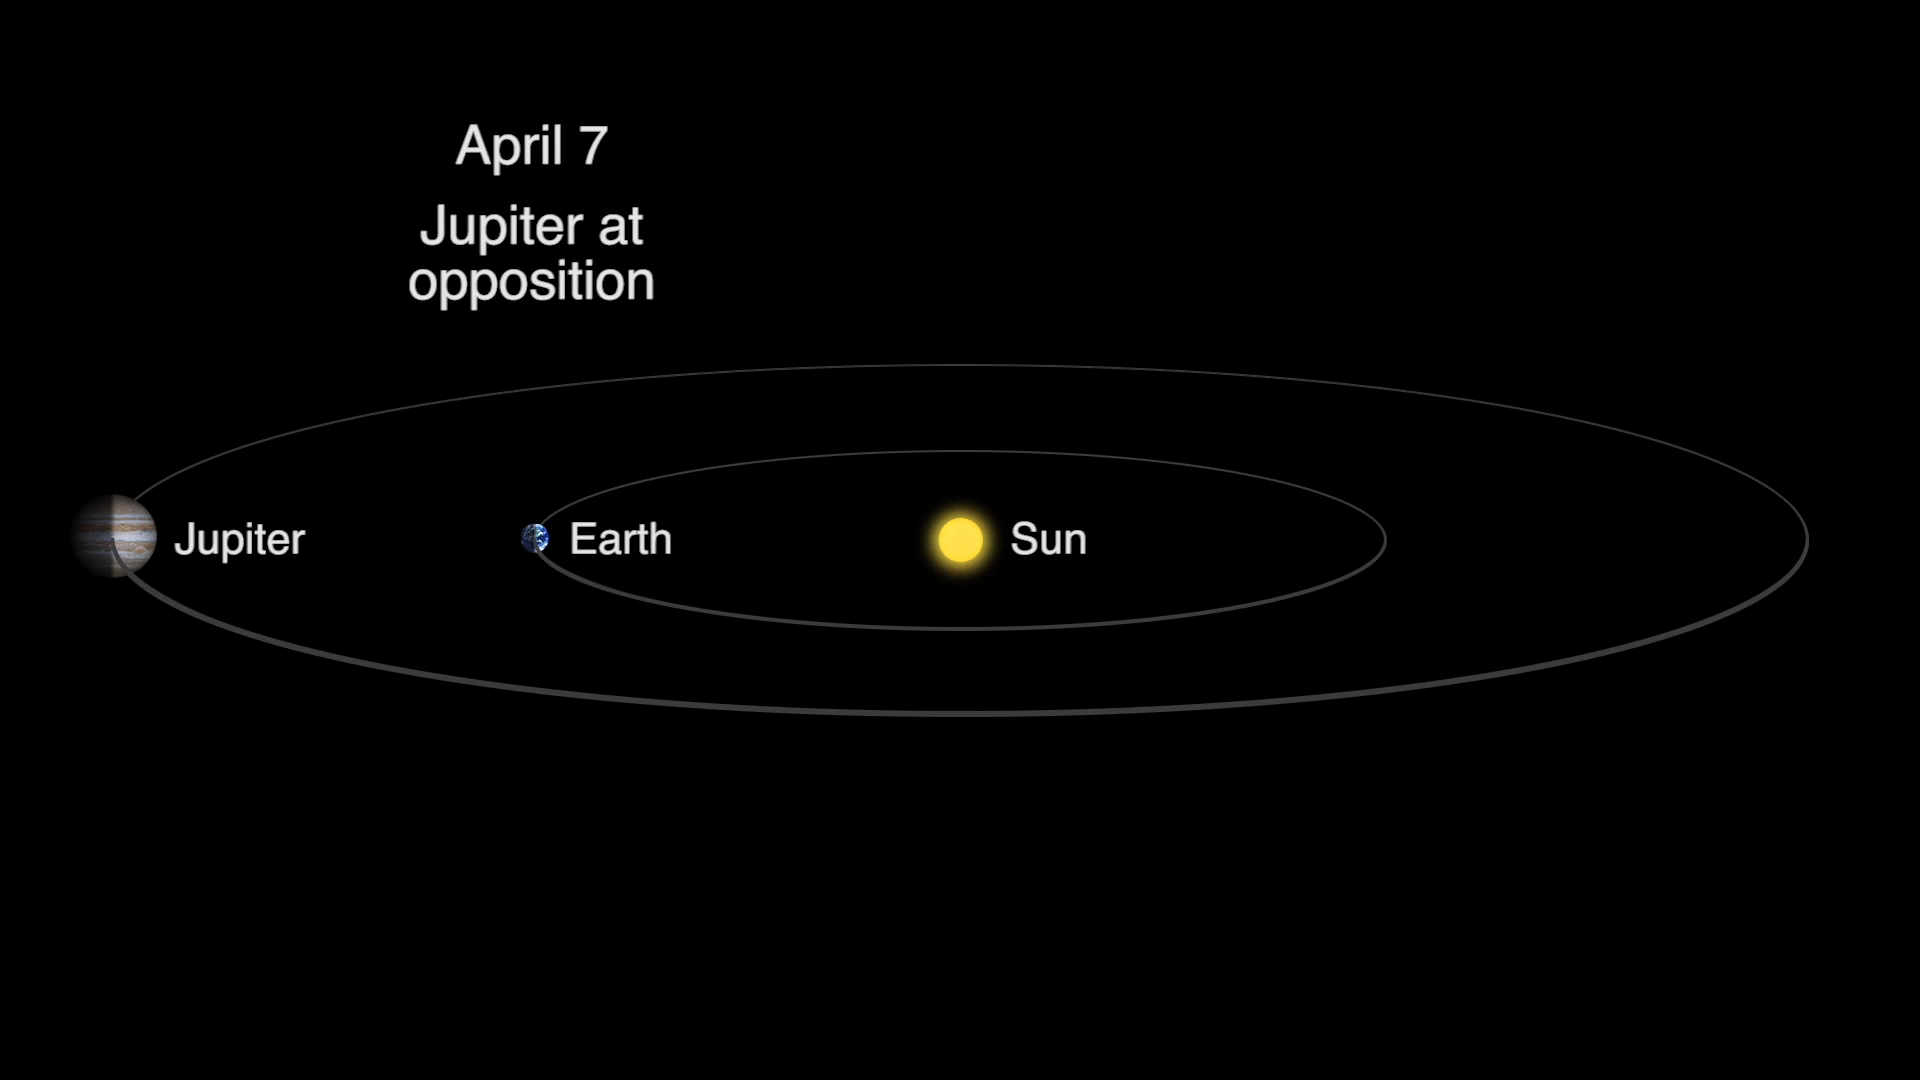 April 7
Jupiter at
opposition
Jupiter
Earth
Sun